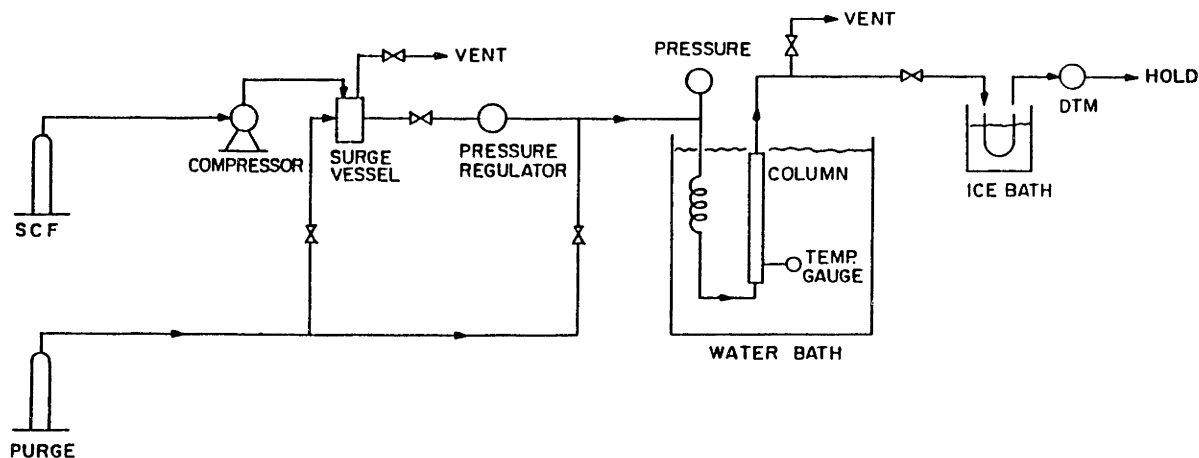 VENT
PRESSURE
VENT
HOLD
DTM
COMPRESSOR
SURGE
VESSEL
PRESSURE
REGULATOR
COLUMN
ICE BATH
SCF
TEMP.
GAUGE
WATER BATH
PURGE